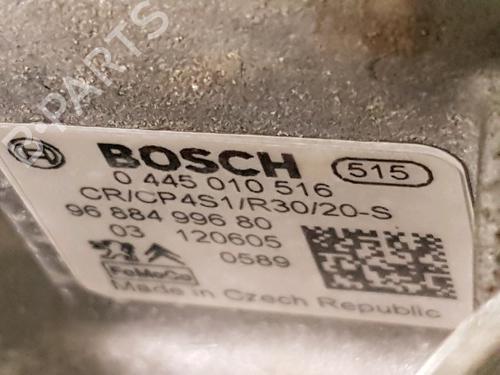 B-PARTS
BOSCH 515
0 445 010 516
CR/CP4S1/R30/20-S
96 884 996 80
03 120605
0589
FoMoCo
Made in Czech Republic